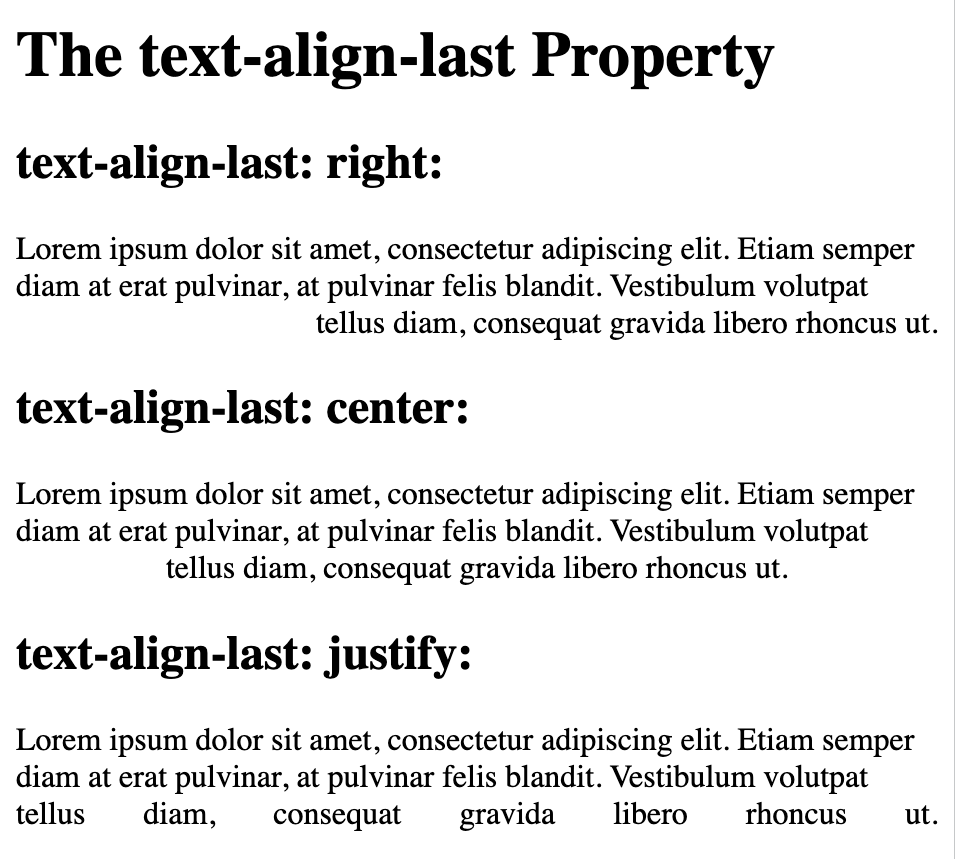 The text-align-last Property
text-align-last: right:
Lorem ipsum dolor sit amet, consectetur adipiscing elit. Etiam semper
diam at erat pulvinar, at pulvinar felis blandit. Vestibulum volutpat
tellus diam, consequat gravida libero rhoncus ut.
text-align-last: center:
Lorem ipsum dolor sit amet, consectetur adipiscing elit. Etiam semper
diam at erat pulvinar, at pulvinar felis blandit. Vestibulum volutpat
tellus diam, consequat gravida libero rhoncus ut.
text-align-last: justify:
Lorem ipsum dolor sit amet, consectetur adipiscing elit. Etiam semper
diam at erat pulvinar, at pulvinar felis blandit. Vestibulum volutpat
tellus diam, consequat gravida libero rhoncus ut.